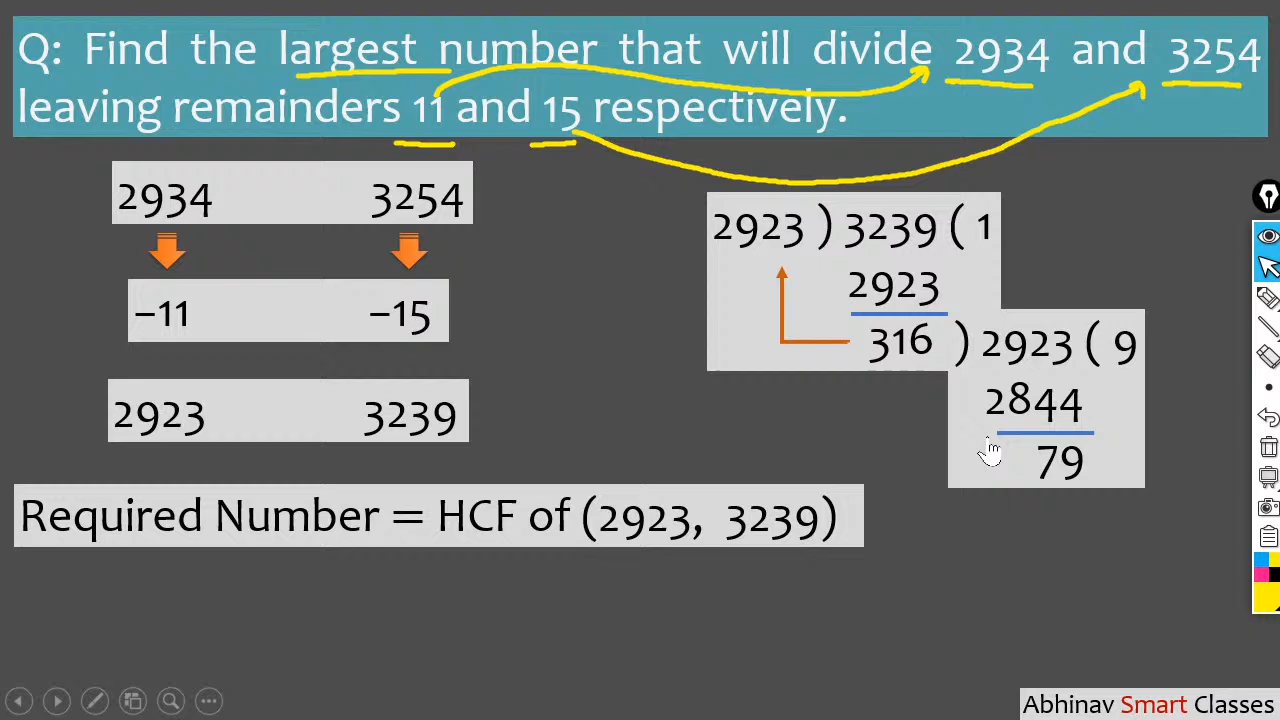 Q: Find the largest number that will divide 2934 and 3254
leaving remainders 11 and 15 respectively.
2934 3254
–11 –15
2923 3239
Required Number = HCF of (2923, 3239)
2923 ) 3239 ( 1
2923
316 ) 2923 ( 9
2844
79
Abhinav Smart Classes